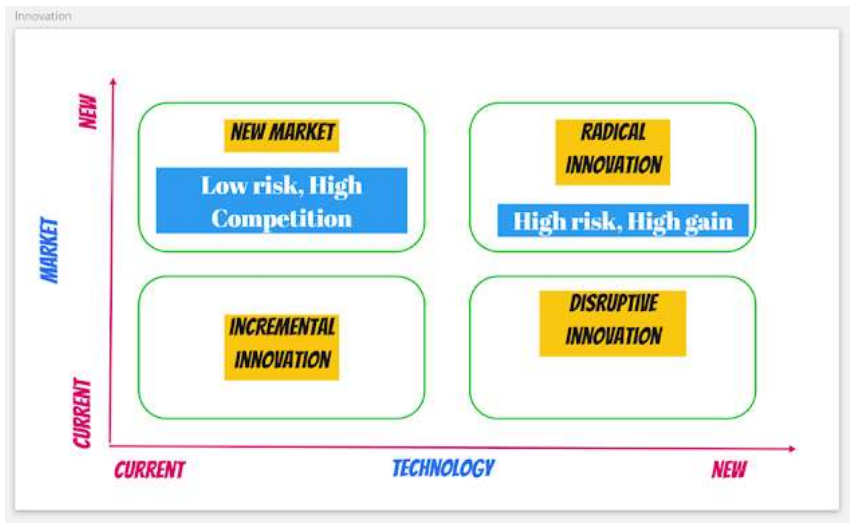 Innovation
NEW
NEW MARKET
Low risk, High
Competition
RADICAL
INNOVATION
High risk, High gain
MARKET
INCREMENTAL
INNOVATION
DISRUPTIVE
INNOVATION
CURRENT
CURRENT
TECHNOLOGY
NEW